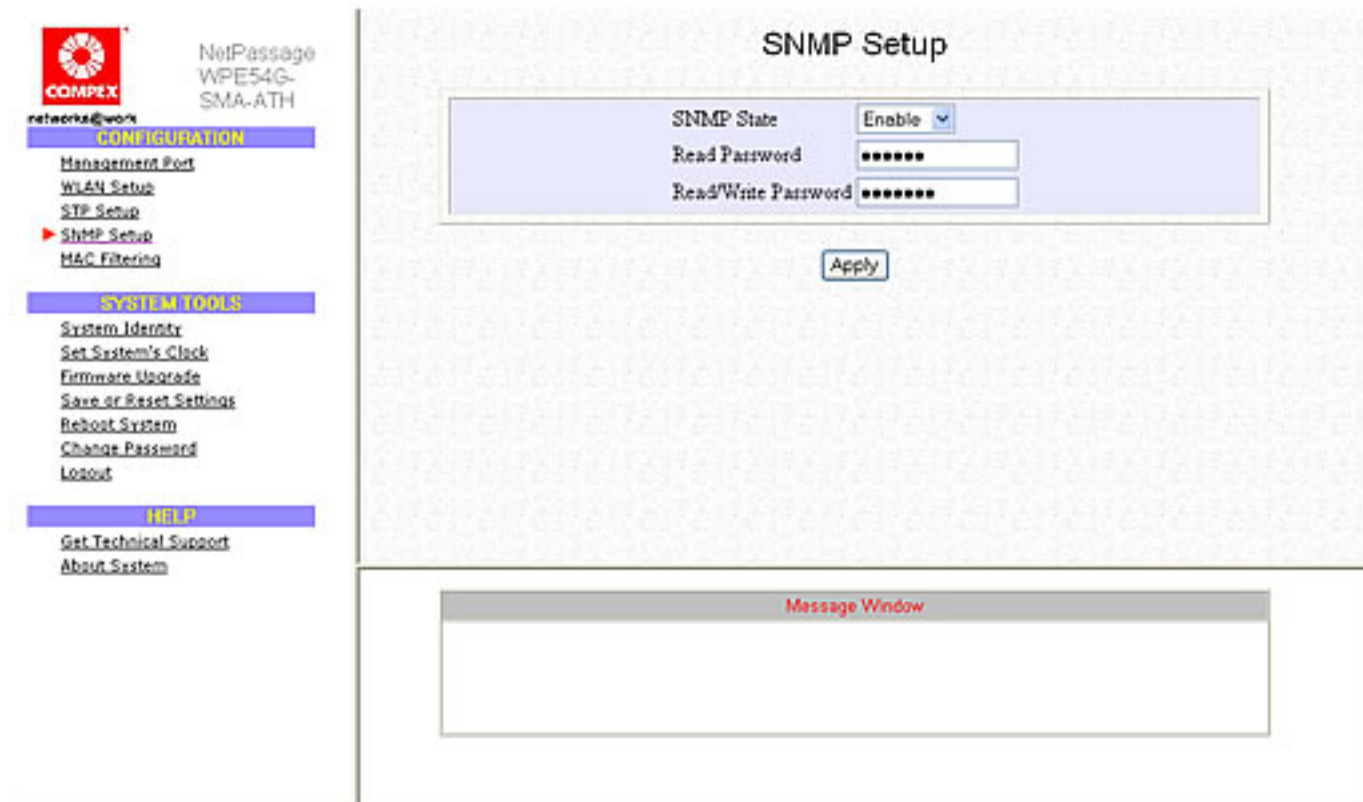 COMPEX
networks@work
NetPassage
WPE54G-
SMA-ATH
CONFIGURATION
Management Port
WLAN Setup
STP Setup
SNMP Setup
MAC Filtering
SYSTEM TOOLS
System Identity
Set System's Clock
Firmware Upgrade
Save or Reset Settings
Reboot System
Change Password
Logout
HELP
Get Technical Support
About System
SNMP Setup
SNMP State Enable
Read Password ●●●●●●
Read/Write Password ●●●●●●●
Apply
Message Window